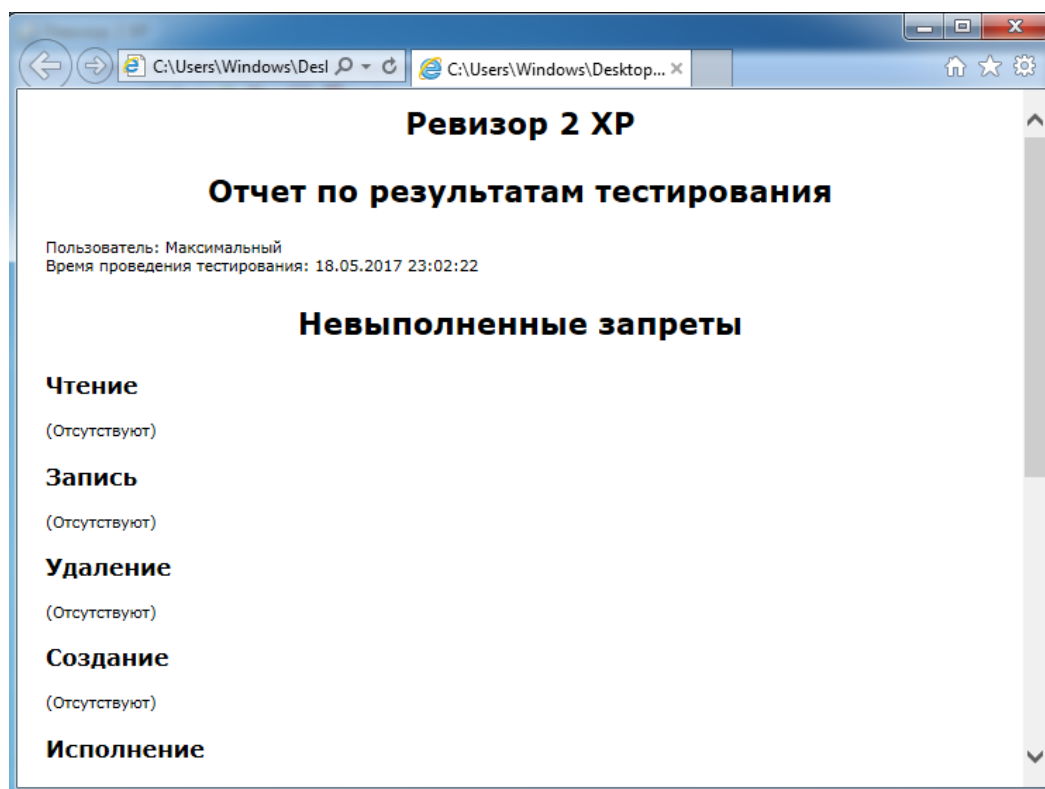 C:\Users\Windows\Desl
C:\Users\Windows\Desktop...
Ревизор 2 XP
Отчет по результатам тестирования
Пользователь: Максимальный
Время проведения тестирования: 18.05.2017 23:02:22
Невыполненные запреты
Чтение
(Отсутствуют)
Запись
(Отсутствуют)
Удаление
(Отсутствуют)
Создание
(Отсутствуют)
Исполнение